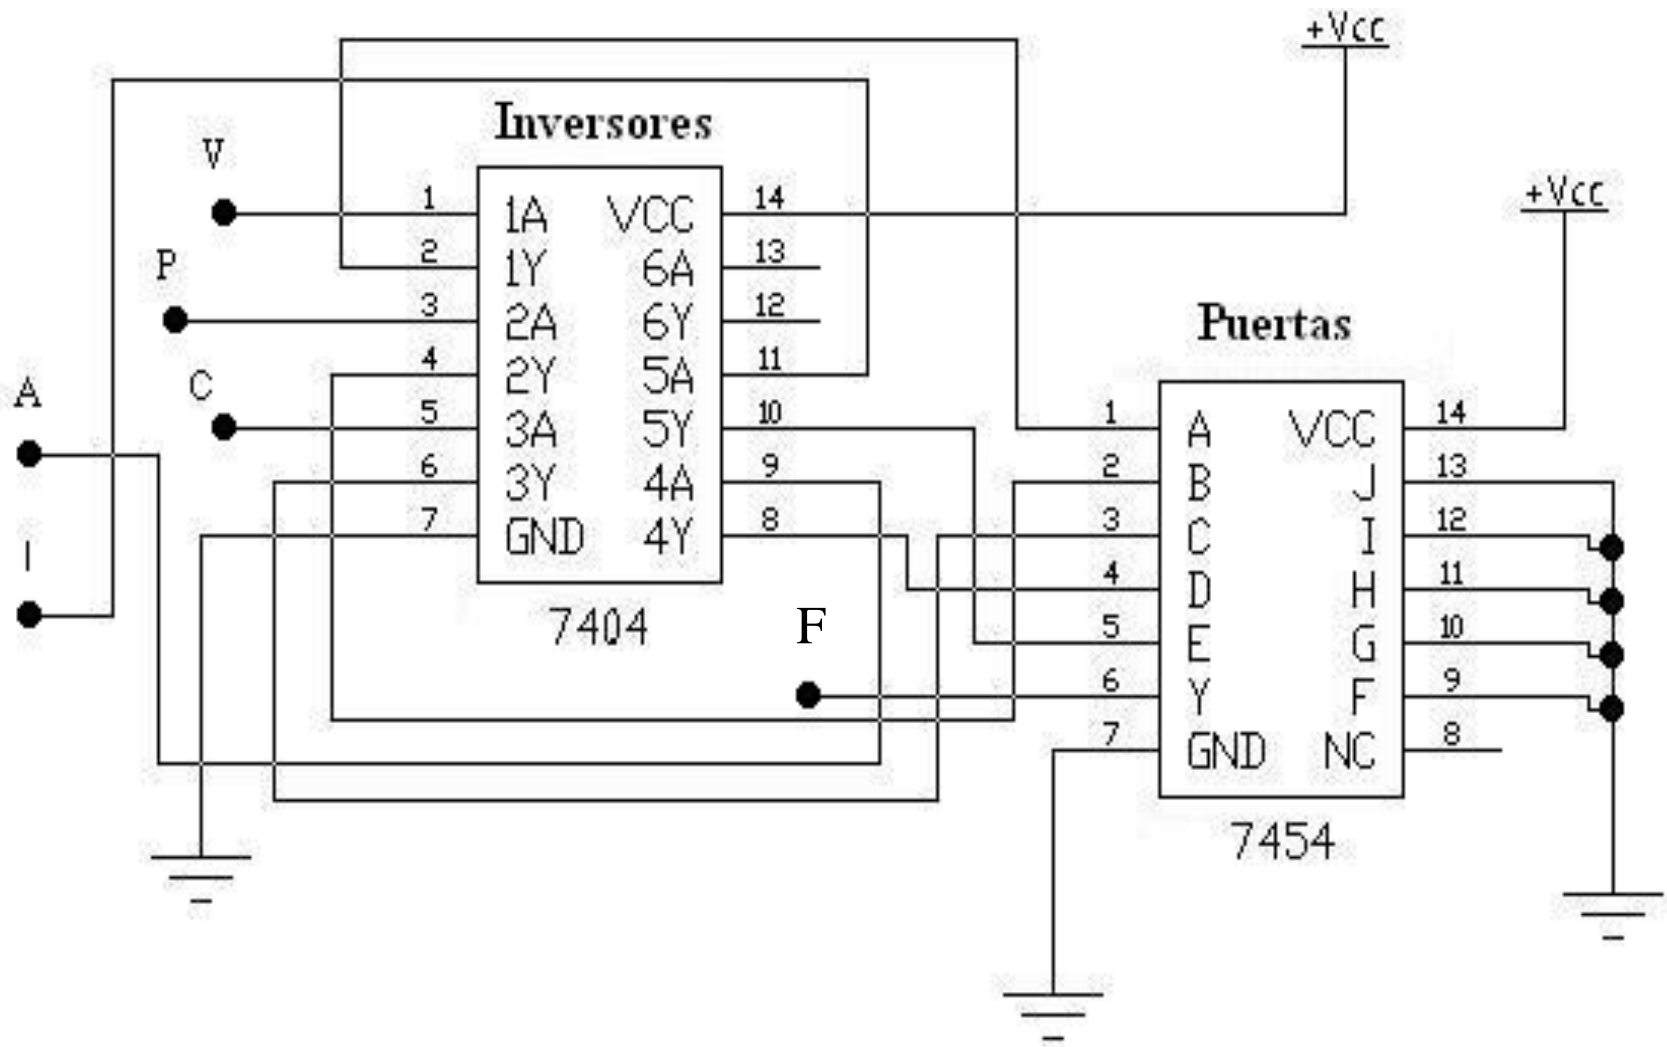 +Vcc
Inversores
V
+Vcc
1 1A VCC 14
P
2 1Y 6A 13
3 2A 6Y 12
Puertas
4 2Y 5A 11
A
C
5 3A 5Y 10
1 A VCC 14
6 3Y 4A 9
2 B J 13
7 GND 4Y 8
3 C I 12
I
4 D H 11
7404
F
5 E G 10
6 Y F 9
7 GND NC 8
7454